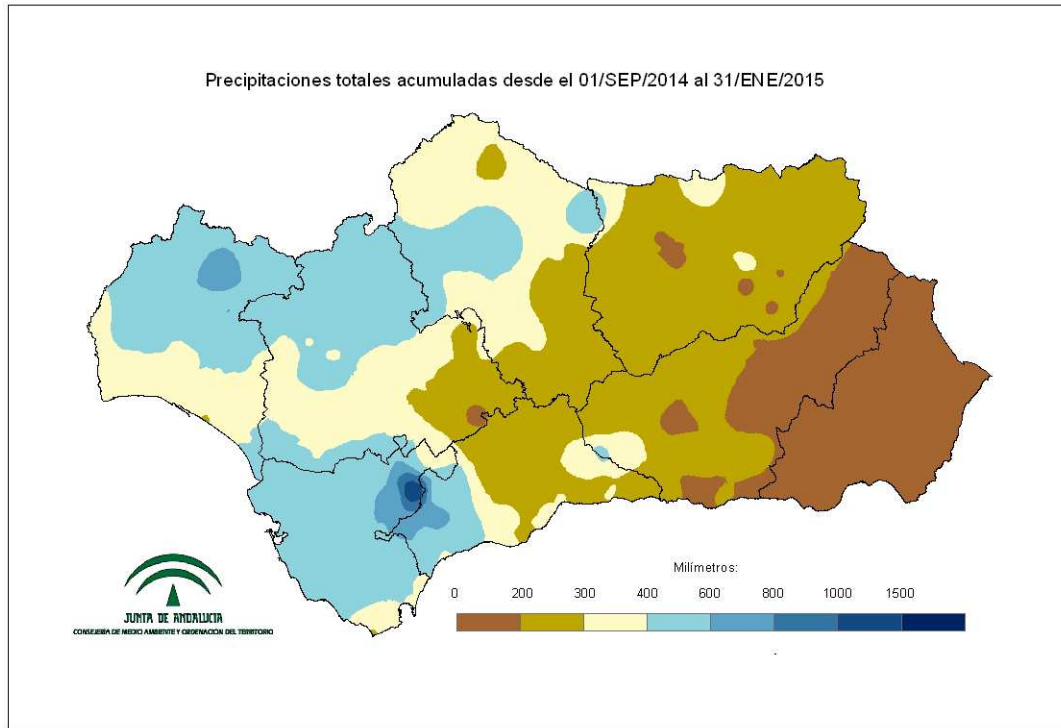 Precipitaciones totales acumuladas desde el 01/SEP/2014 al 31/ENE/2015
Milímetros:
0 200 300 400 600 800 1000 1500
JUNTA DE ANDALUCIA
CONSEJERIA DE MEDIO AMBIENTE Y ORDENACION DEL TERRITORIO